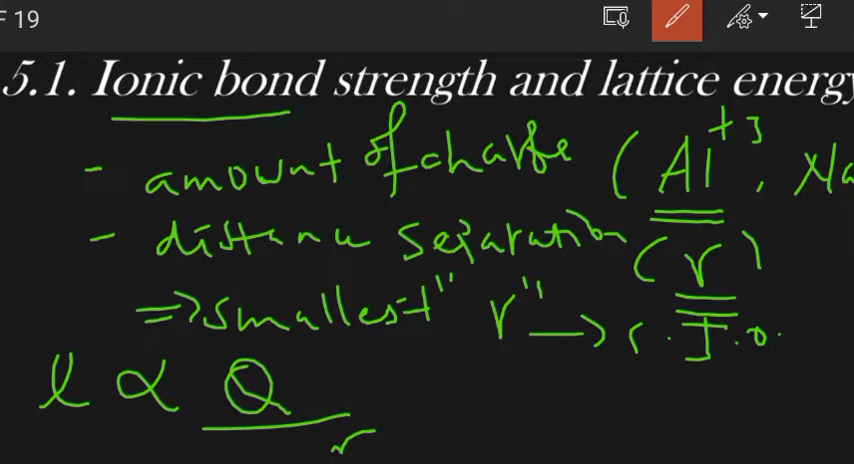 F 19
5.1. Ionic bond strength and lattice energy
- amount of charge (Al+3, Na
- distance separation (r)
=> smallest "r" →
l ∝ Q
r